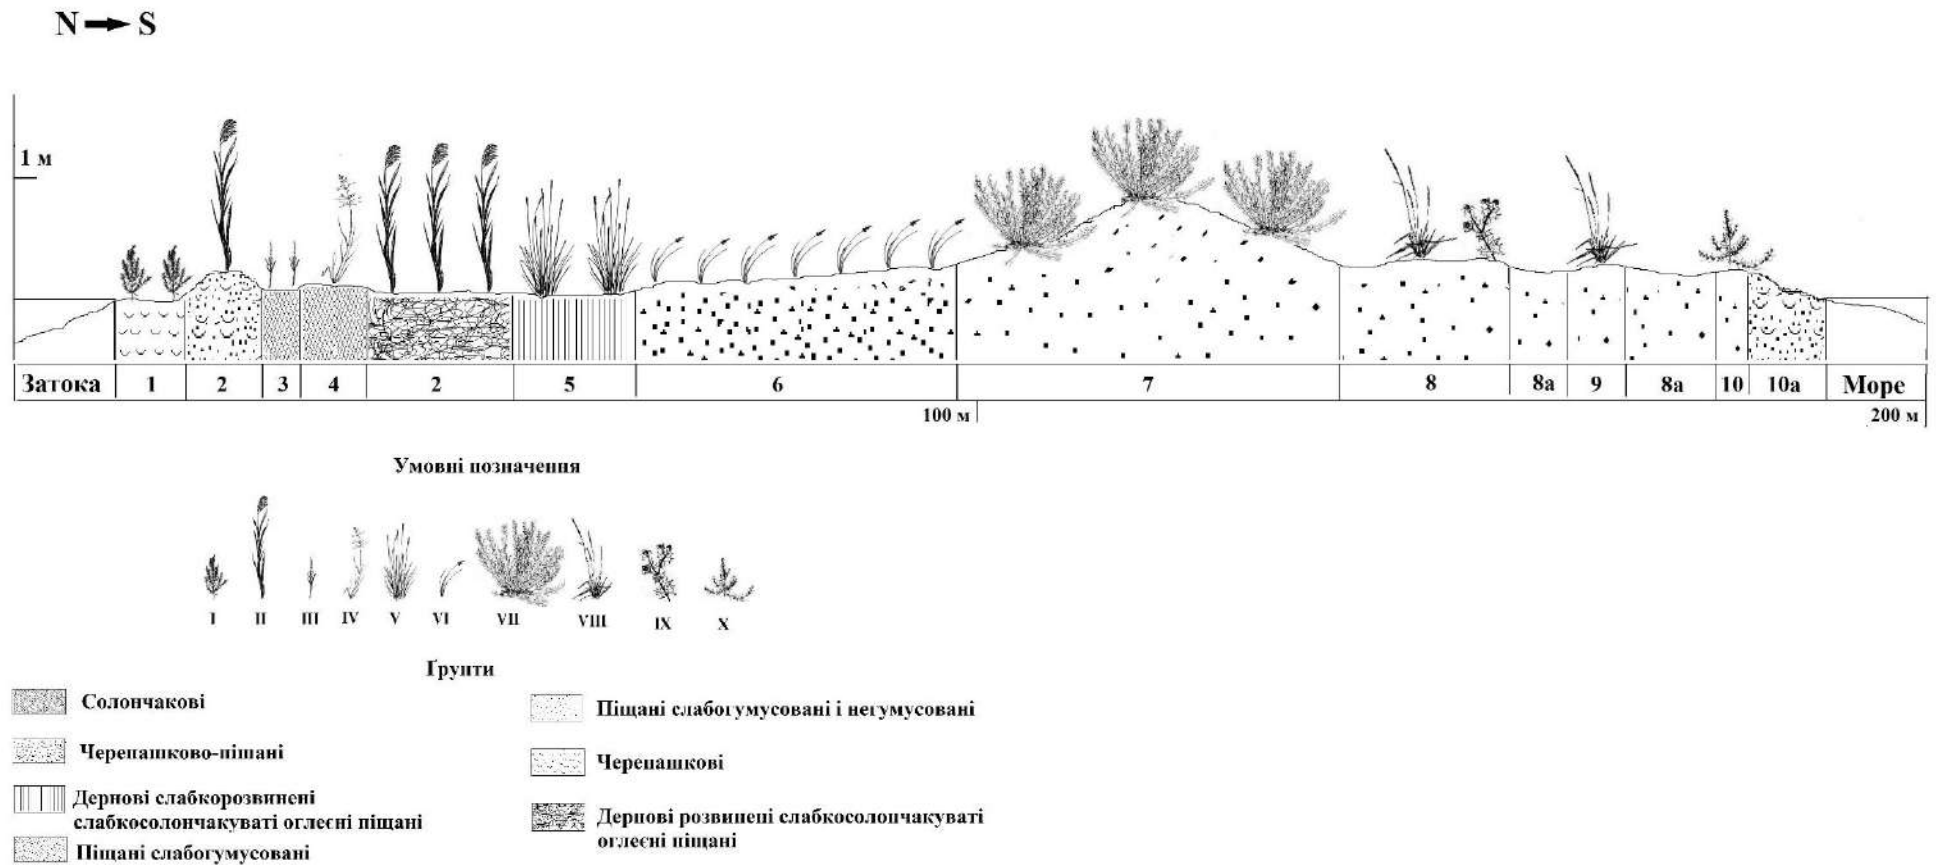 N S
1 м
Затока 1 2 3 4 2 5 6 7 8 8а 9 8а 10 10а Море
100 м 200 м
Умовні позначення
I II III IV V VI VII VIII IX X
Ґрунти
Солончакові
Черепашково-піщані
Дернові слабкорозвинені
слабкосолончакуваті оглеєні піщані
Піщані слабогумусовані
Піщані слабогумусовані і негумусовані
Черепашкові
Дернові розвинені слабкосолончакуваті
оглеєні піщані